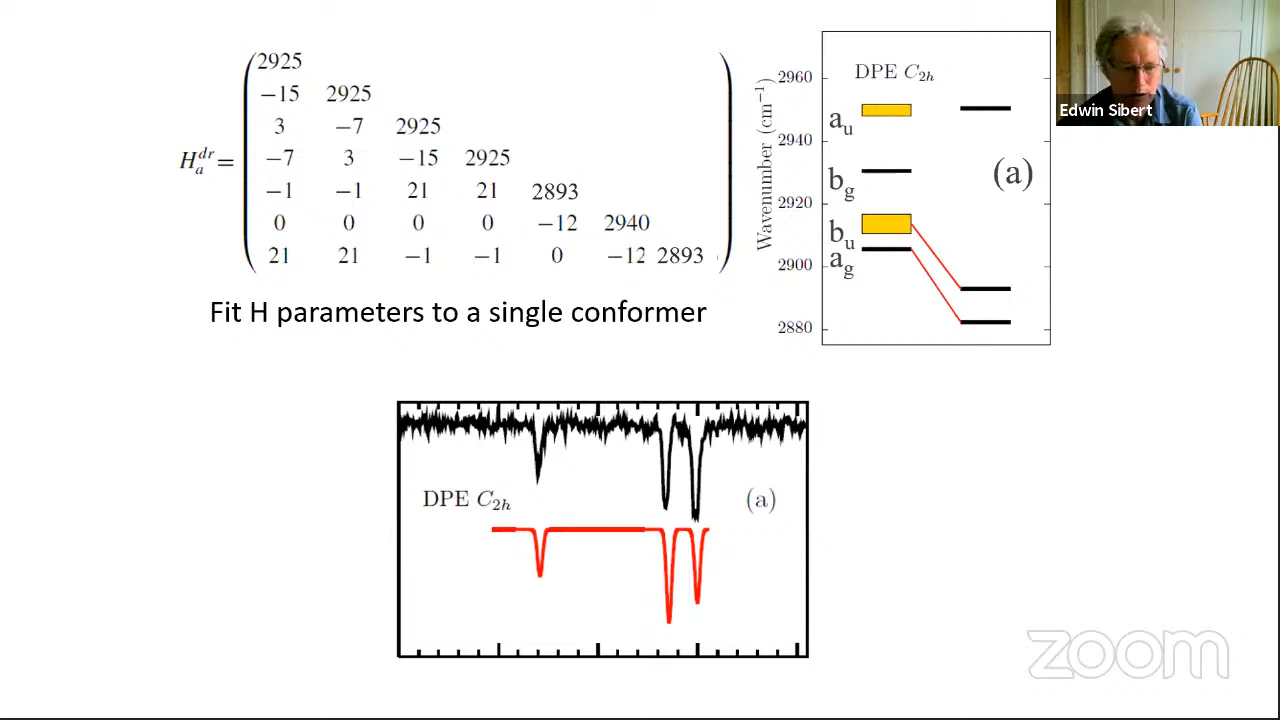 2925
−15 2925
3 −7 2925
−7 3 −15 2925
H_a^{dr}=
−1 −1 21 21 2893
0 0 0 0 −12 2940
21 21 −1 −1 0 −12 2893
Fit H parameters to a single conformer
Wavenumber (cm⁻¹)
2960
2940
2920
2900
2880
DPE C₂ₕ
a_u
b_g
b_u
a_g
(a)
Edwin Sibert
DPE C₂ₕ
(a)
zoom